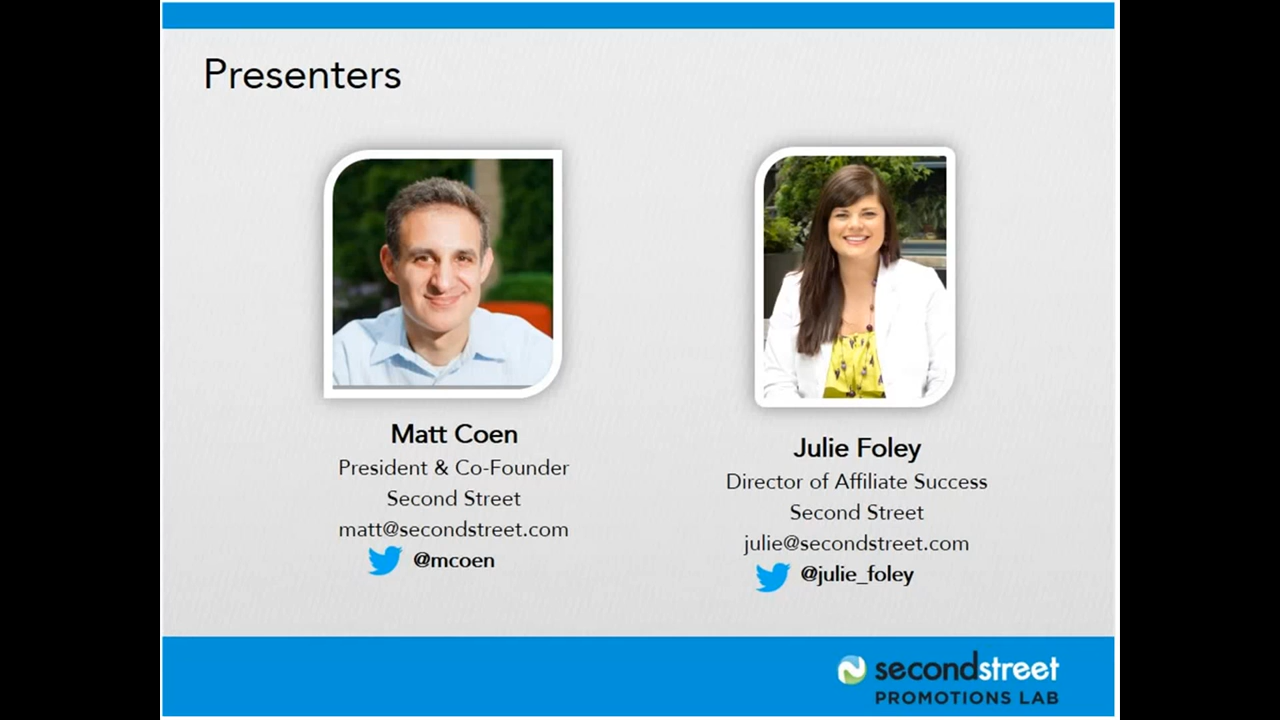 Presenters
Matt Coen
President & Co-Founder
Second Street
matt@secondstreet.com
@mcoen
Julie Foley
Director of Affiliate Success
Second Street
julie@secondstreet.com
@julie_foley
secondstreet
PROMOTIONS LAB